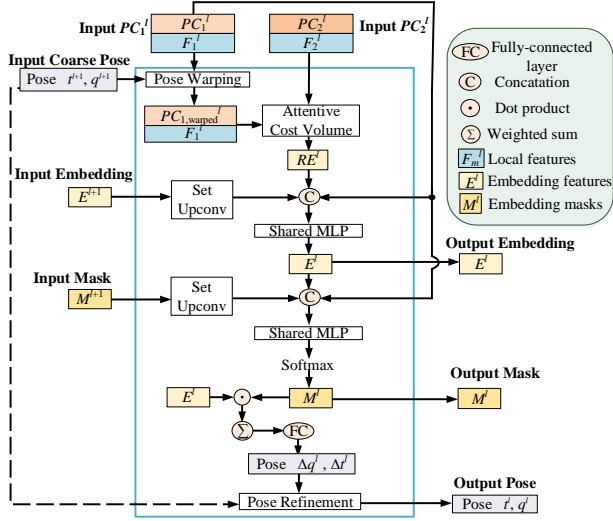 Input PC₁ˡ
PC₁ˡ
F₁ˡ
PC₂ˡ
F₂ˡ
Input PC₂ˡ
Input Coarse Pose
Pose tˡ⁺¹, qˡ⁺¹
Pose Warping
PC₁,warpedˡ
F₁ˡ
Attentive
Cost Volume
REˡ
Input Embedding
Eˡ⁺¹
Set
Upconv
C
Shared MLP
Eˡ
Output Embedding
Eˡ
Input Mask
Mˡ⁺¹
Set
Upconv
C
Shared MLP
Softmax
Eˡ
Mˡ
Output Mask
Mˡ
Σ
FC
Pose Δqˡ, Δtˡ
Pose Refinement
Output Pose
Pose tˡ, qˡ
FC Fully-connected
layer
C Concatation
Dot product
Σ Weighted sum
Fₘˡ Local features
Eˡ Embedding features
Mˡ Embedding masks